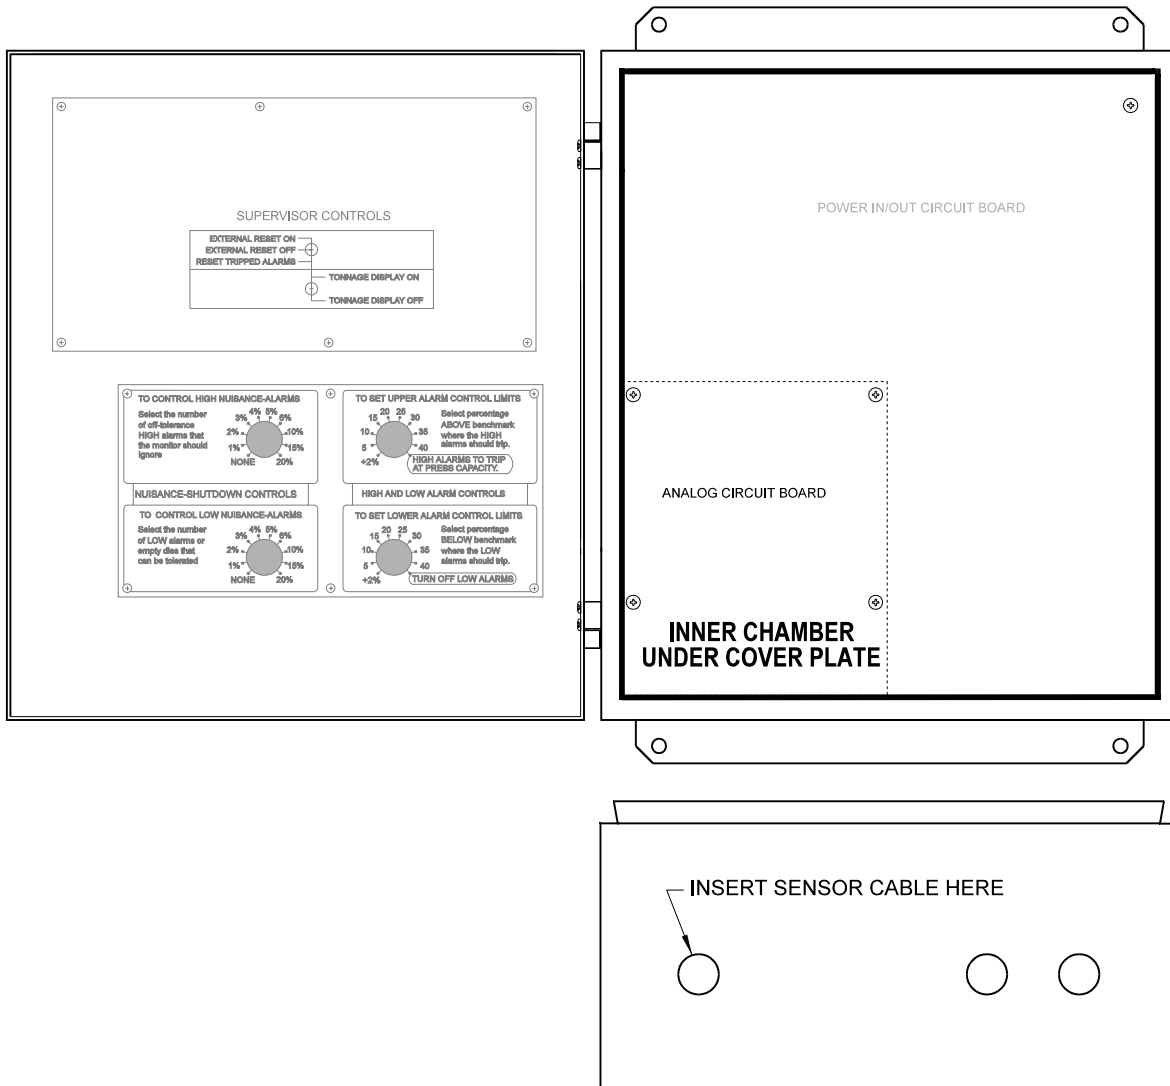 SUPERVISOR CONTROLS
EXTERNAL RESET ON
EXTERNAL RESET OFF
RESET TRIPPED ALARMS
TONNAGE DISPLAY ON
TONNAGE DISPLAY OFF
TO CONTROL HIGH NUISANCE-ALARMS
Select the number
of off-tolerance
HIGH alarms that
the monitor should
ignore
4% 5%
3% 6%
2% 10%
1% 15%
NONE 20%
TO SET UPPER ALARM CONTROL LIMITS
20 25
15 30
10 35
5 40
+2%
Select percentage
ABOVE benchmark
where the HIGH
alarms should trip.
HIGH ALARMS TO TRIP
AT PRESS CAPACITY.
NUISANCE-SHUTDOWN CONTROLS
HIGH AND LOW ALARM CONTROLS
TO CONTROL LOW NUISANCE-ALARMS
Select the number
of LOW alarms or
empty dies that
can be tolerated
4% 5%
3% 6%
2% 10%
1% 15%
NONE 20%
TO SET LOWER ALARM CONTROL LIMITS
20 25
15 30
10 35
5 40
+2%
Select percentage
BELOW benchmark
where the LOW
alarms should trip.
TURN OFF LOW ALARMS
POWER IN/OUT CIRCUIT BOARD
ANALOG CIRCUIT BOARD
INNER CHAMBER
UNDER COVER PLATE
INSERT SENSOR CABLE HERE